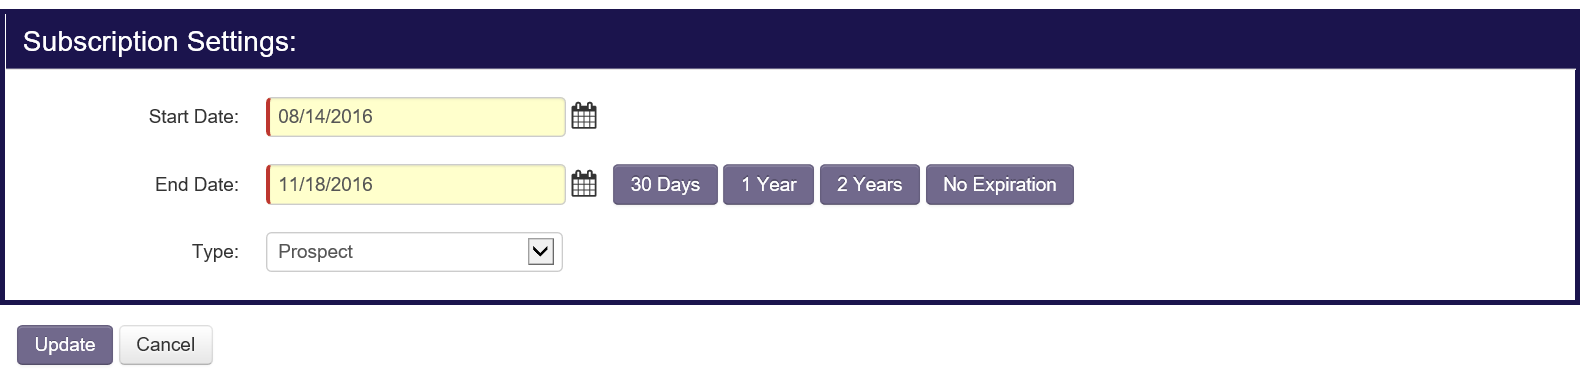 Subscription Settings:
Start Date: 08/14/2016
End Date: 11/18/2016 30 Days 1 Year 2 Years No Expiration
Type: Prospect
Update Cancel